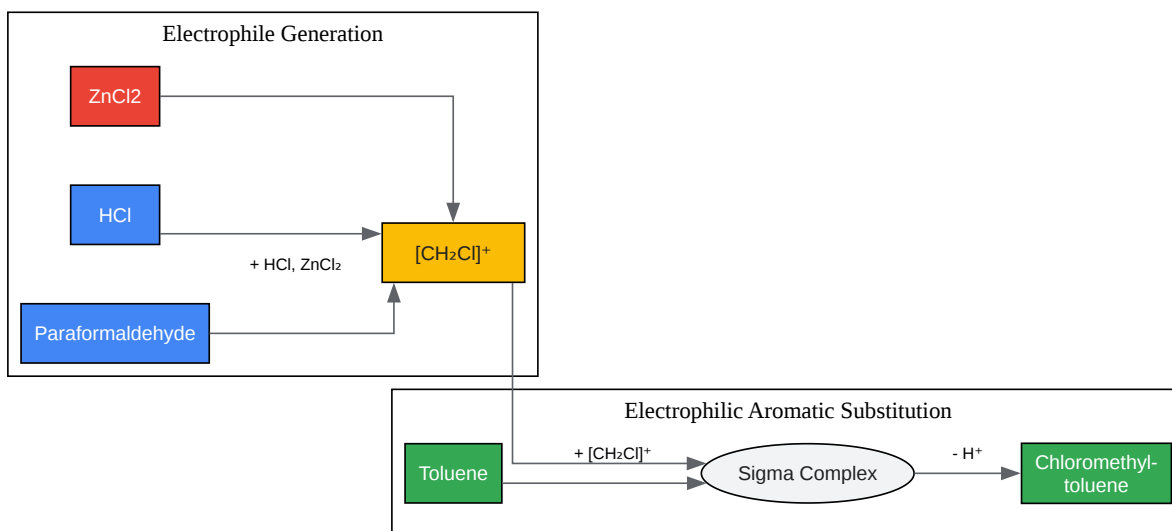 Electrophile Generation
ZnCl2
HCl
+ HCl, ZnCl₂
[CH₂Cl]⁺
Paraformaldehyde
Electrophilic Aromatic Substitution
Toluene
+ [CH₂Cl]⁺
Sigma Complex
- H⁺
Chloromethyl-
toluene